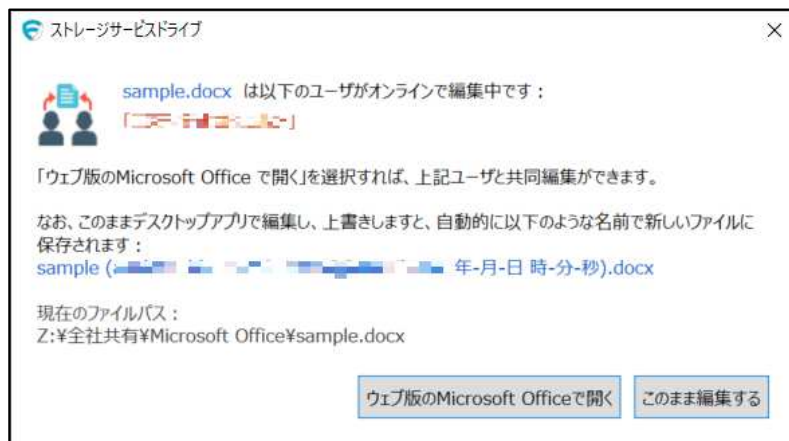 ストレージサービスドライブ
sample.docx は以下のユーザがオンラインで編集中です：
「ウェブ版のMicrosoft Office で開く」を選択すれば、上記ユーザと共同編集ができます。
なお、このままデスクトップアプリで編集し、上書きしますと、自動的に以下のような名前で新しいファイルに
保存されます：
sample ( 年-月-日 時-分-秒).docx
現在のファイルパス：
Z:¥全社共有¥Microsoft Office¥sample.docx
ウェブ版のMicrosoft Officeで開く
このまま編集する